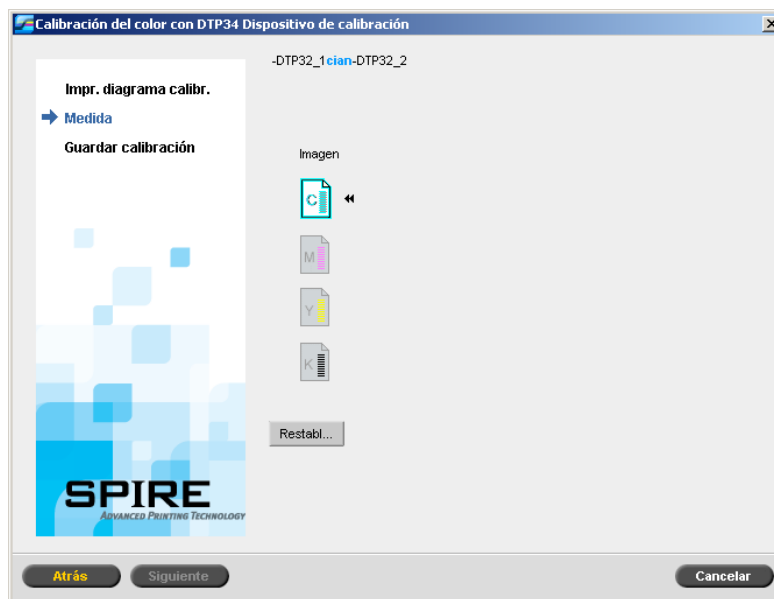 Calibración del color con DTP34 Dispositivo de calibración
-DTP32_1cian-DTP32_2
Impr. diagrama calibr.
Medida
Guardar calibración
Imagen
C
M
Y
K
Restabl...
SPIRE
ADVANCED PRINTING TECHNOLOGY
Atrás
Siguiente
Cancelar